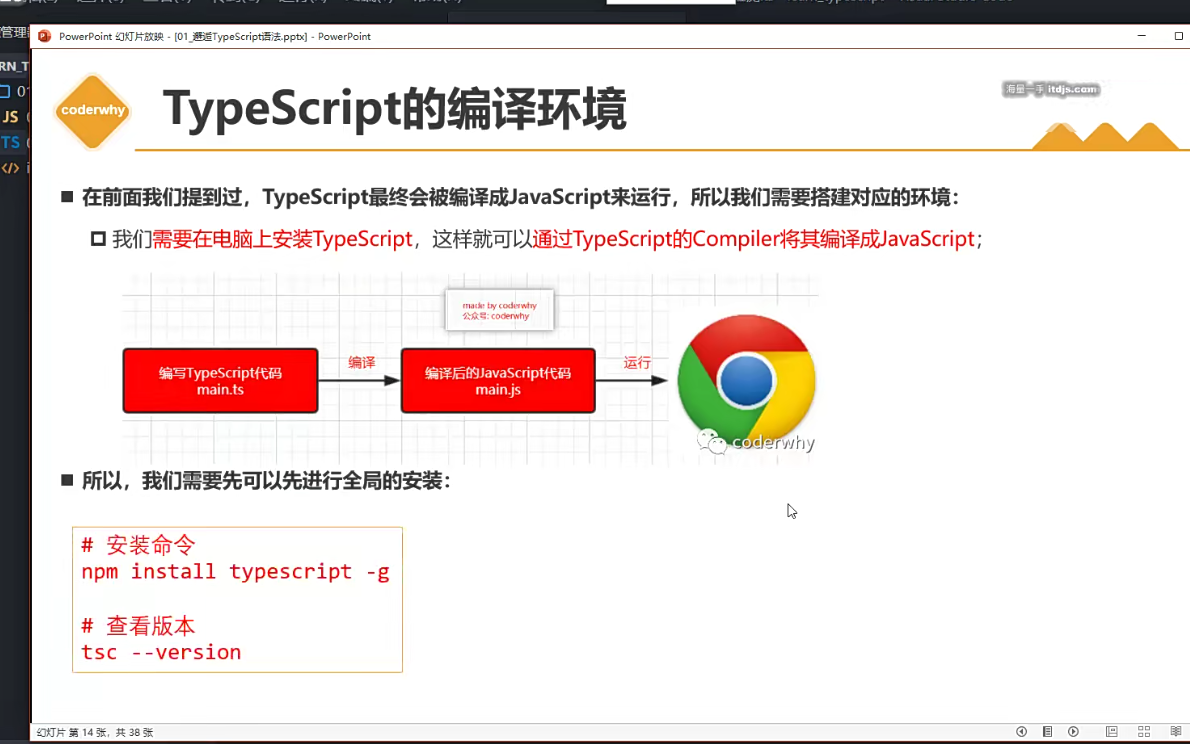 管理
PowerPoint 幻灯片放映 - [01_邂逅TypeScript语法.pptx] - PowerPoint
RN_T
01
JS
TS
coderwhy
TypeScript的编译环境
海量一手 itdjs.com
在前面我们提到过，TypeScript最终会被编译成JavaScript来运行，所以我们需要搭建对应的环境：
我们需要在电脑上安装TypeScript，这样就可以通过TypeScript的Compiler将其编译成JavaScript；
made by coderwhy
公众号: coderwhy
编写TypeScript代码
main.ts
编译
编译后的JavaScript代码
main.js
运行
coderwhy
所以，我们需要先可以先进行全局的安装：
# 安装命令
npm install typescript -g
# 查看版本
tsc --version
幻灯片 第 14 张，共 38 张